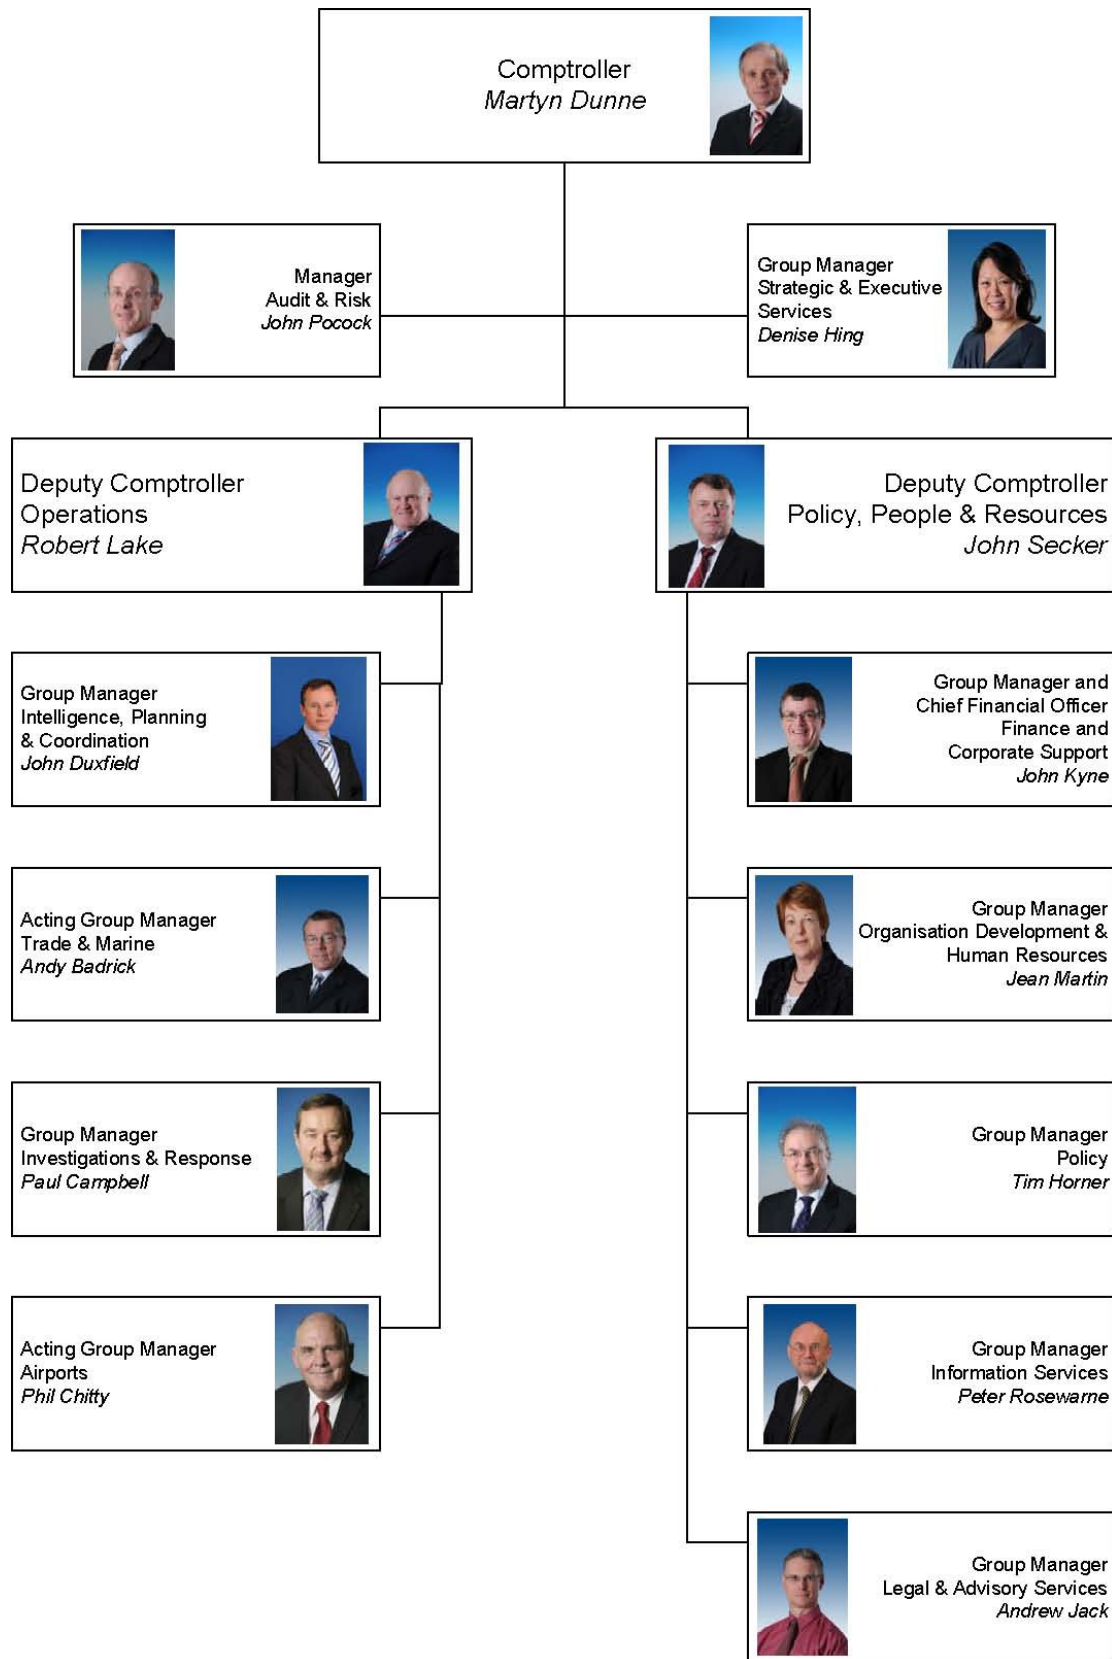 Comptroller
Martyn Dunne
Manager
Audit & Risk
John Pocock
Group Manager
Strategic & Executive
Services
Denise Hing
Deputy Comptroller
Operations
Robert Lake
Deputy Comptroller
Policy, People & Resources
John Secker
Group Manager
Intelligence, Planning
& Coordination
John Duxfield
Group Manager and
Chief Financial Officer
Finance and
Corporate Support
John Kyne
Acting Group Manager
Trade & Marine
Andy Badrick
Group Manager
Organisation Development &
Human Resources
Jean Martin
Group Manager
Investigations & Response
Paul Campbell
Group Manager
Policy
Tim Horner
Acting Group Manager
Airports
Phil Chitty
Group Manager
Information Services
Peter Rosewarne
Group Manager
Legal & Advisory Services
Andrew Jack